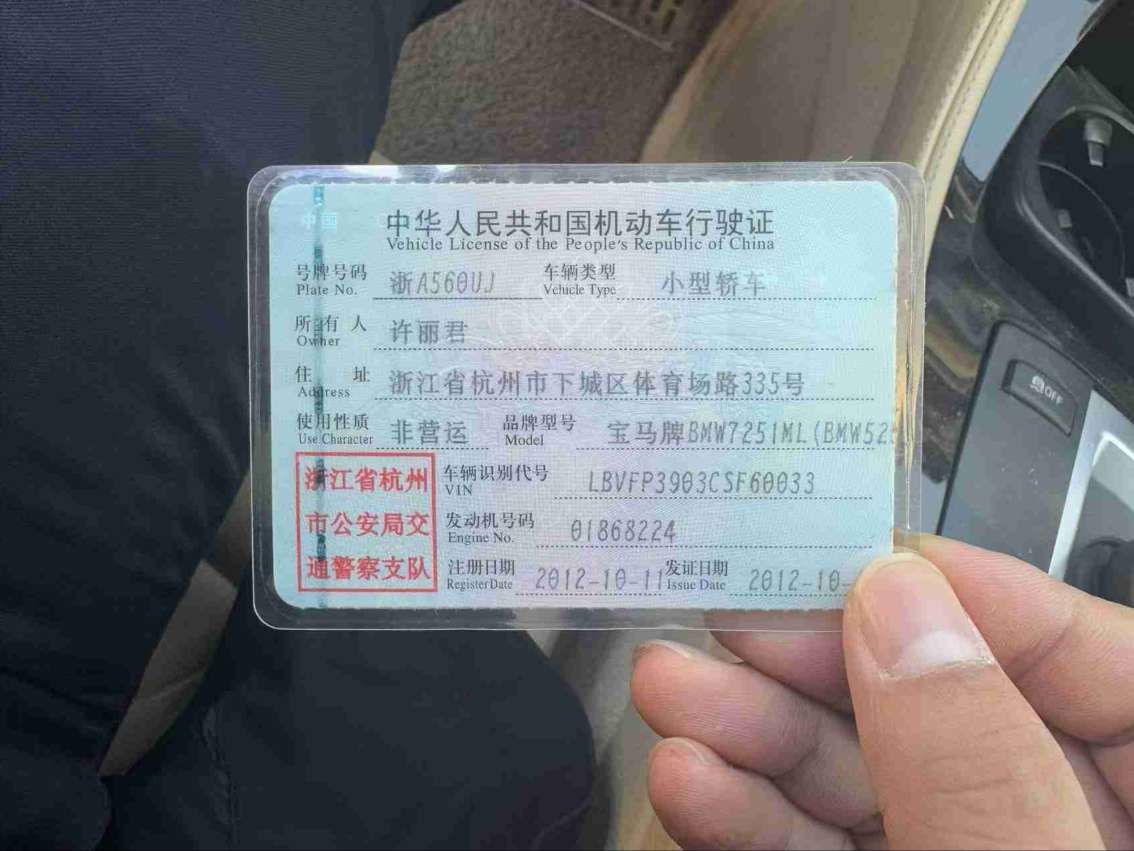 中国
中华人民共和国机动车行驶证
Vehicle License of the People's Republic of China
号牌号码 浙A560UJ 车辆类型 小型轿车
Plate No. Vehicle Type
所有人 许丽君
Owner
住址 浙江省杭州市下城区体育场路335号
Address
使用性质 非营运 品牌型号 宝马牌BMW7251ML(BMW52
Use Character Model
浙江省杭州
市公安局交
通警察支队
车辆识别代号 LBVFP3903CSF60033
VIN
发动机号码 01868224
Engine No.
注册日期 2012-10-11 发证日期 2012-10-
Register Date Issue Date
OFF